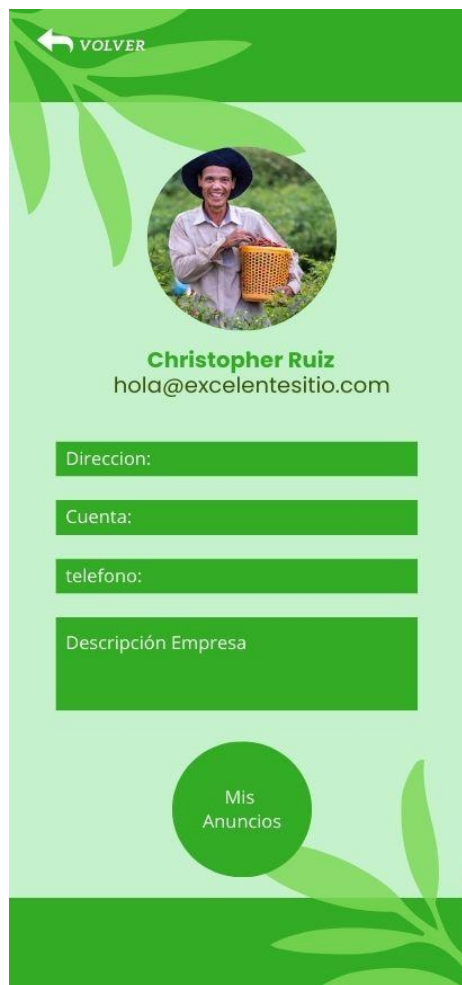 VOLVER
Christopher Ruiz
hola@excelentesitio.com
Direccion:
Cuenta:
telefono:
Descripción Empresa
Mis
Anuncios